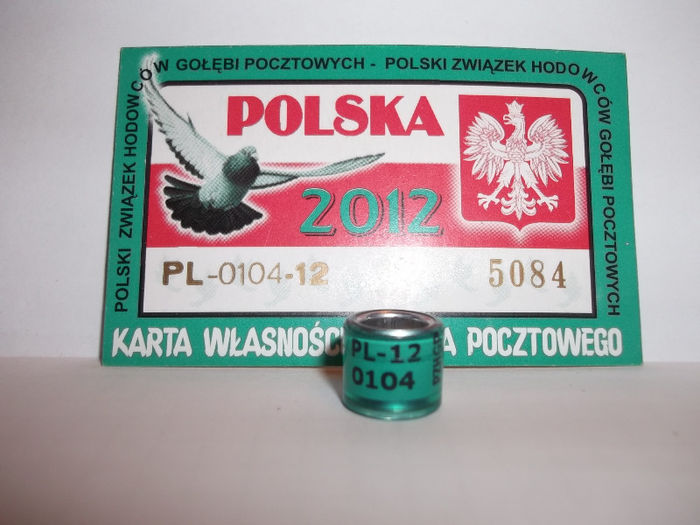 POLSKI ZWIĄZEK HODOWCÓW GOŁĘBI POCZTOWYCH - POLSKI ZWIĄZEK HODOWCÓW GOŁĘBI POCZTOWYCH
POLSKA
2012
PL-0104-12 5084
KARTA WŁASNOŚC POCZTOWEGO
PL-12
0104